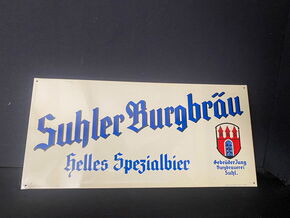 Suhler Burgbräu
Helles Spezialbier
Gebrüder Jung
Burgbrauerei
Suhl.